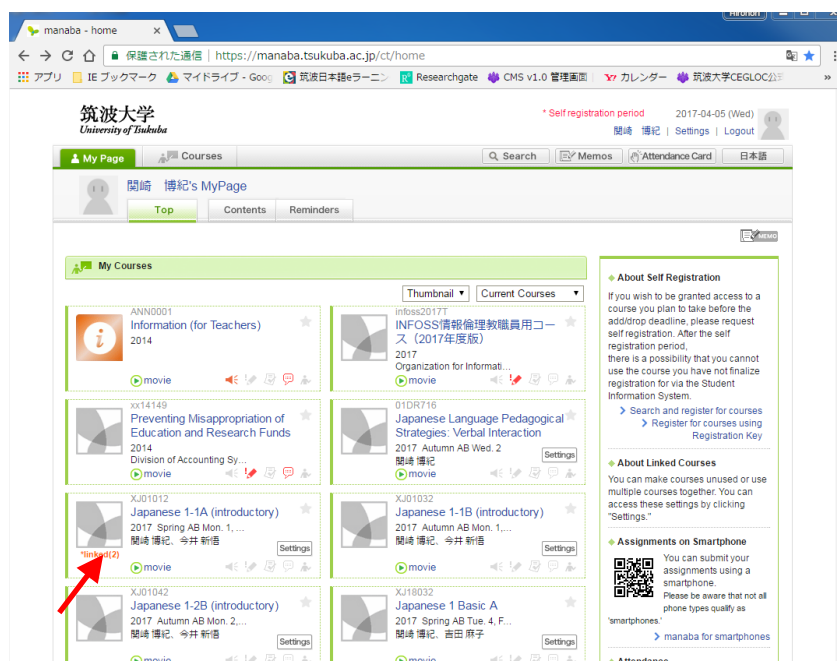 Hironori
manaba - home
保護された通信 | https://manaba.tsukuba.ac.jp/ct/home
アプリ IE ブックマーク マイドライブ - Goog 筑波日本語eラーニン Researchgate CMS v1.0 管理画面 カレンダー 筑波大学CEGLOC公式 »
筑波大学
University of Tsukuba
* Self registration period 2017-04-05 (Wed)
関崎 博紀 | Settings | Logout
My Page Courses Search Memos Attendance Card 日本語
関崎 博紀's MyPage
Top Contents Reminders
MEMO
My Courses
Thumbnail ▼ Current Courses ▼
ANN0001
Information (for Teachers)
2014
movie
infoss2017T
INFOSS情報倫理教職員用コー
ス（2017年度版）
2017
Organization for Informati...
movie
xx14149
Preventing Misappropriation of
Education and Research Funds
2014
Division of Accounting Sy...
movie
01DR716
Japanese Language Pedagogical
Strategies: Verbal Interaction
2017 Autumn AB Wed. 2
関崎 博紀
Settings
movie
XJ01012
Japanese 1-1A (introductory)
2017 Spring AB Mon. 1,...
関崎 博紀、今井 新悟
*linked(2)
Settings
movie
XJ01032
Japanese 1-1B (introductory)
2017 Autumn AB Mon. 1,...
関崎 博紀、今井 新悟
Settings
movie
XJ01042
Japanese 1-2B (introductory)
2017 Autumn AB Mon. 2,...
関崎 博紀、今井 新悟
Settings
movie
XJ18032
Japanese 1 Basic A
2017 Spring AB Tue. 4, F...
関崎 博紀、吉田 麻子
Settings
movie
About Self Registration
If you wish to be granted access to a
course you plan to take before the
add/drop deadline, please request
self registration. After the self
registration period,
there is a possibility that you cannot
use the course you have not finalize
registration for via the Student
Information System.
Search and register for courses
Register for courses using
Registration Key
About Linked Courses
You can make courses unused or use
multiple courses together. You can
access these settings by clicking
"Settings."
Assignments on Smartphone
You can submit your
assignments using a
smartphone.
Please be aware that not all
phone types qualify as
'smartphones.'
manaba for smartphones
Attendance